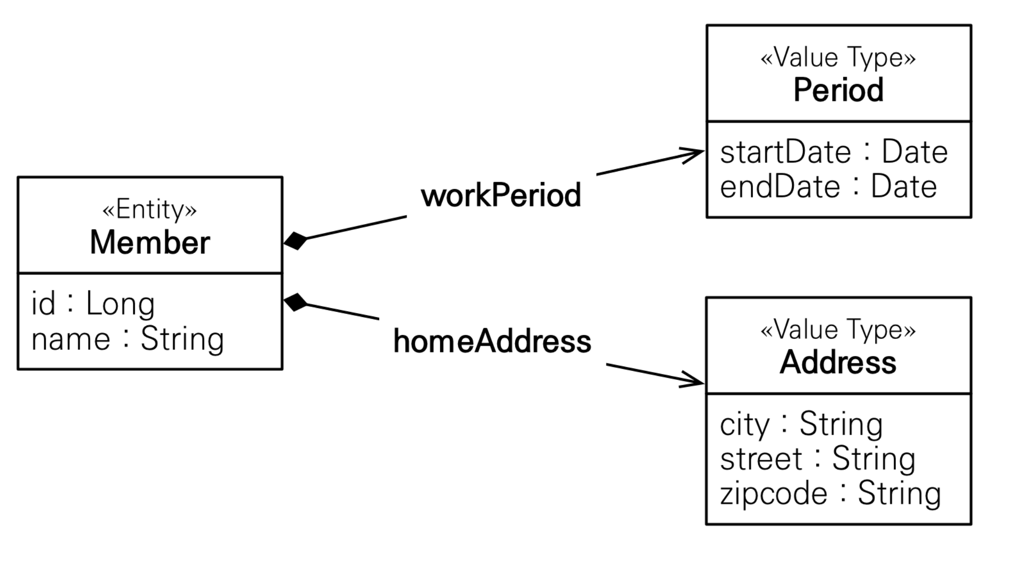 «Entity»
Member
id : Long
name : String
workPeriod
homeAddress
«Value Type»
Period
startDate : Date
endDate : Date
«Value Type»
Address
city : String
street : String
zipcode : String